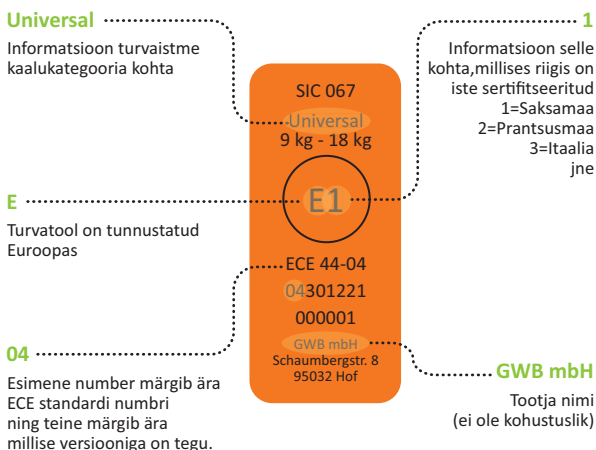 Universal
Informatsioon turvaistme
kaalukategooria kohta
E
Turvatool on tunnustatud
Euroopas
04
Esimene number märgib ära
ECE standardi numbri
ning teine märgib ära
millise versiooniga on tegu.
SIC 067
Universal
9 kg - 18 kg
E1
ECE 44-04
04301221
000001
GWB mbH
Schaumbergstr. 8
95032 Hof
1
Informatsioon selle
kohta,millises riigis on
iste sertifitseeritud
1=Saksamaa
2=Prantsusmaa
3=Itaalia
jne
GWB mbH
Tootja nimi
(ei ole kohustuslik)